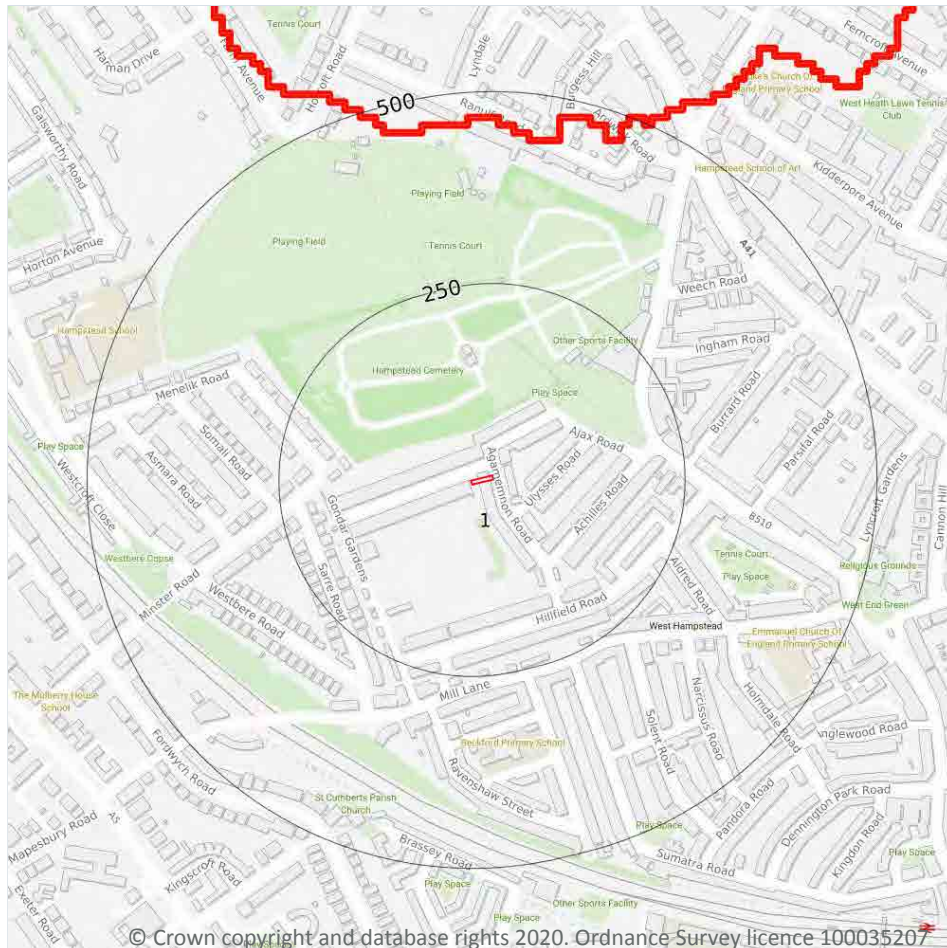 Tennis Court
Harman Drive
Avenue
Lyndale
Burgess Hill
Ferncroft Avenue
Church Of
England Primary School
West Heath Lawn Tennis
Club
500
Galsworthy Road
Road
Hampstead School of Art
Kidderpore Avenue
Playing Field
Playing Field
Tennis Court
A41
Horton Avenue
Weech Road
250
Hampstead School
Other Sports Facility
Ingham Road
Hampstead Cemetery
Menelik Road
Play Space
Burrard Road
Parsifal Road
Ajax Road
Play Space
Somali Road
Asmara Road
Agamemnon Road
Ulysses Road
Achilles Road
Lyncroft Gardens
Cannon Hill
Westcroft Close
Gondar Gardens
1
B510
Westbere Copse
Sarre Road
Tennis Court
Play Space
Religious Grounds
Minster Road
Westbere Road
Aldred Road
Hillfield Road
West End Green
West Hampstead
Emmanuel Church Of
England Primary School
Mill Lane
The Mulberry House
School
Narcissus Road
Holmdale Road
Solent Road
Beckford Primary School
Fordwych Road
Ravenshaw Street
Pandora Road
Dennington Park Road
St Cuthberts Parish
Church
Mapesbury Road
A5
Play Space
Kingdon Road
Play Space
Brassey Road
Sumatra Road
Kingscroft Road
Play Space
Exeter Road
Other Sports Facility
Play Space
© Crown copyright and database rights 2020. Ordnance Survey licence 100035207